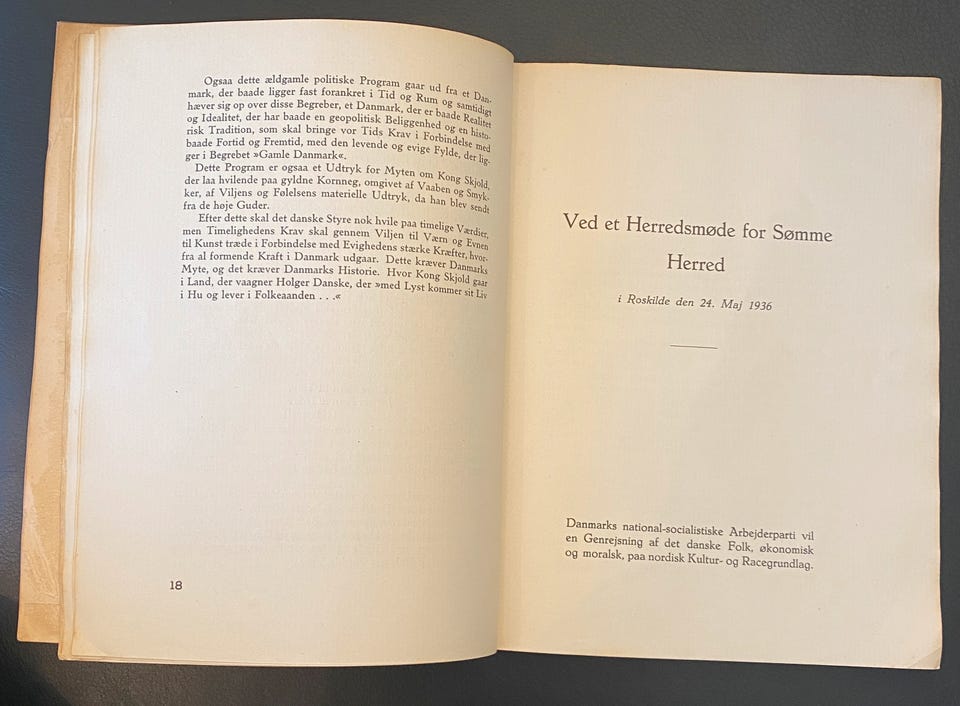 Ogsaa dette ældgamle politiske Program gaar ud fra et Dan-
mark, der baade ligger fast forankret i Tid og Rum og samtidigt
hæver sig op over disse Begreber, et Danmark, der er baade Realitet
og Idealitet, der har baade en geopolitisk Beliggenhed og en histo-
risk Tradition, som skal bringe vor Tids Krav i Forbindelse med
baade Fortid og Fremtid, med den levende og evige Fylde, der lig-
ger i Begrebet »Gamle Danmark«.
Dette Program er ogsaa et Udtryk for Myten om Kong Skjold,
der laa hvilende paa gyldne Kornneg, omgivet af Vaaben og Smyk-
ker, af Viljens og Følelsens materielle Udtryk, da han blev sendt
fra de høje Guder.
Efter dette skal det danske Styre nok hvile paa timelige Værdier,
men Timelighedens Krav skal gennem Viljen til Værn og Evnen
til Kunst træde i Forbindelse med Evighedens stærke Kræfter, hvor-
fra al formende Kraft i Danmark udgaar. Dette kræver Danmarks
Myte, og det kræver Danmarks Historie. Hvor Kong Skjold gaar
i Land, der vaagner Holger Danske, der »med Lyst kommer sit Liv
i Hu og lever i Folkeaanden . . .«
18
Ved et Herredsmøde for Sømme
Herred
i Roskilde den 24. Maj 1936
Danmarks national-socialistiske Arbejderparti vil
en Genrejsning af det danske Folk, økonomisk
og moralsk, paa nordisk Kultur- og Racegrundlag.